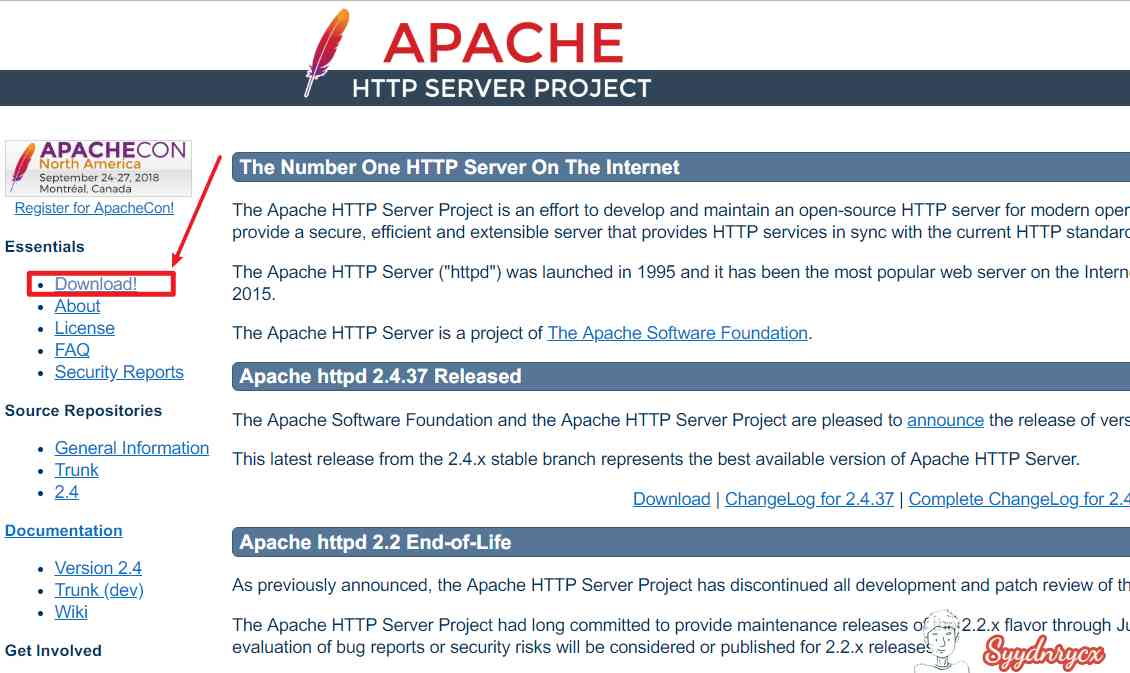 APACHE
HTTP SERVER PROJECT
APACHECON
North America
September 24-27, 2018
Montréal, Canada
Register for ApacheCon!
Essentials
Download!
About
License
FAQ
Security Reports
Source Repositories
General Information
Trunk
2.4
Documentation
Version 2.4
Trunk (dev)
Wiki
Get Involved
The Number One HTTP Server On The Internet
The Apache HTTP Server Project is an effort to develop and maintain an open-source HTTP server for modern oper
provide a secure, efficient and extensible server that provides HTTP services in sync with the current HTTP standard
The Apache HTTP Server ("httpd") was launched in 1995 and it has been the most popular web server on the Intern
2015.
The Apache HTTP Server is a project of The Apache Software Foundation.
Apache httpd 2.4.37 Released
The Apache Software Foundation and the Apache HTTP Server Project are pleased to announce the release of vers
This latest release from the 2.4.x stable branch represents the best available version of Apache HTTP Server.
Download | ChangeLog for 2.4.37 | Complete ChangeLog for 2.4
Apache httpd 2.2 End-of-Life
As previously announced, the Apache HTTP Server Project has discontinued all development and patch review of th
The Apache HTTP Server Project had long committed to provide maintenance releases of 2.2.x flavor through Ju
evaluation of bug reports or security risks will be considered or published for 2.2.x releases
Syydnrycx